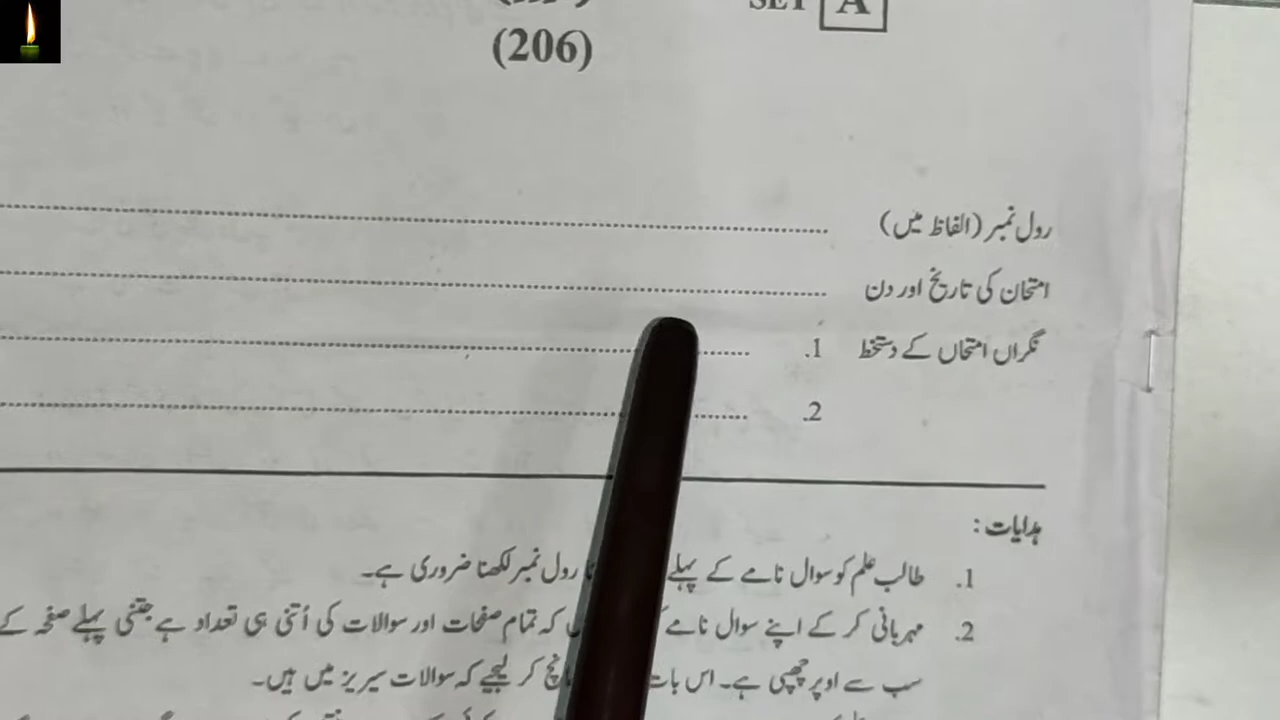 SET A
(206)
رول نمبر (الفاظ میں)
امتحان کی تاریخ اور دن
نگراں امتحاں کے دستخط 1.
2.
ہدایات :
1. طالب علم کو سوال نامے کے پہلے رول نمبر لکھنا ضروری ہے۔
2. مہربانی کر کے اپنے سوال نامے کہ تمام صفحات اور سوالات کی اُتنی ہی تعداد ہے جتنی پہلے صفحہ کے
سب سے اوپر چھپی ہے۔ اس بات کر لیجیے کہ سوالات سیریز میں ہیں۔